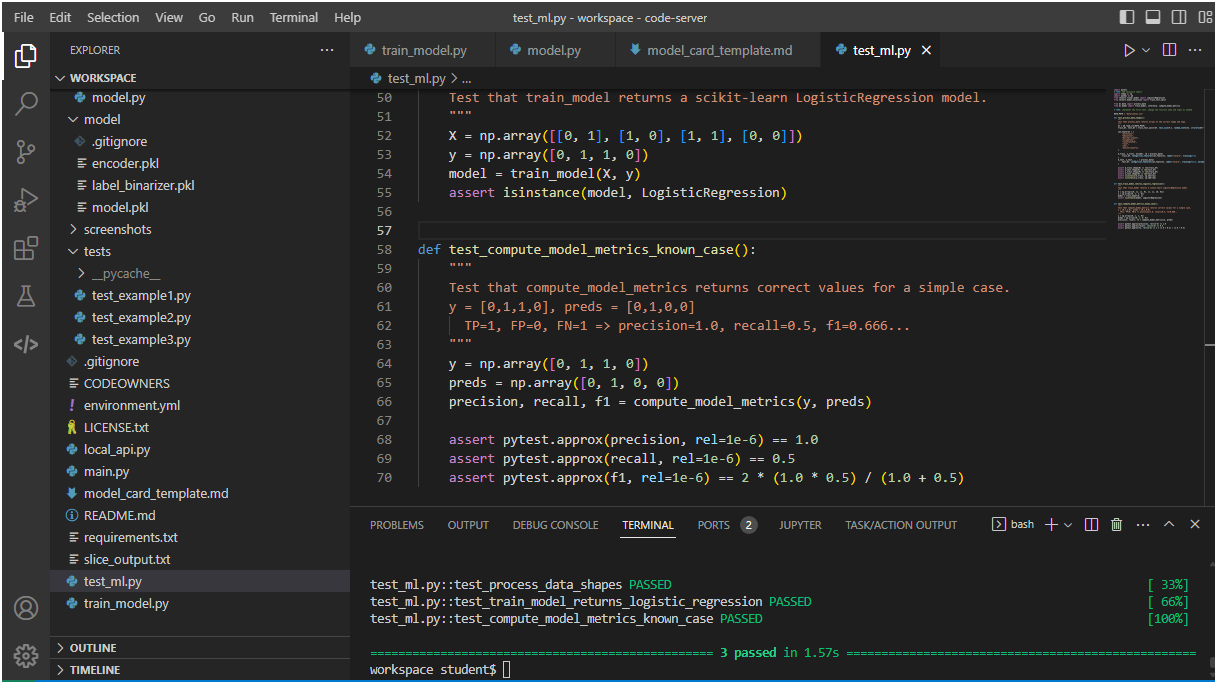 File Edit Selection View Go Run Terminal Help
test_ml.py - workspace - code-server
EXPLORER
WORKSPACE
model.py
model
.gitignore
encoder.pkl
label_binarizer.pkl
model.pkl
screenshots
tests
__pycache__
test_example1.py
test_example2.py
test_example3.py
.gitignore
CODEOWNERS
environment.yml
LICENSE.txt
local_api.py
main.py
model_card_template.md
README.md
requirements.txt
slice_output.txt
test_ml.py
train_model.py
OUTLINE
TIMELINE
train_model.py model.py model_card_template.md test_ml.py
test_ml.py > ...
50 Test that train_model returns a scikit-learn LogisticRegression model.
51 """
52 X = np.array([[0, 1], [1, 0], [1, 1], [0, 0]])
53 y = np.array([0, 1, 1, 0])
54 model = train_model(X, y)
55 assert isinstance(model, LogisticRegression)
56
57
58 def test_compute_model_metrics_known_case():
59 """
60 Test that compute_model_metrics returns correct values for a simple case.
61 y = [0,1,1,0], preds = [0,1,0,0]
62 TP=1, FP=0, FN=1 => precision=1.0, recall=0.5, f1=0.666...
63 """
64 y = np.array([0, 1, 1, 0])
65 preds = np.array([0, 1, 0, 0])
66 precision, recall, f1 = compute_model_metrics(y, preds)
67
68 assert pytest.approx(precision, rel=1e-6) == 1.0
69 assert pytest.approx(recall, rel=1e-6) == 0.5
70 assert pytest.approx(f1, rel=1e-6) == 2 * (1.0 * 0.5) / (1.0 + 0.5)
PROBLEMS OUTPUT DEBUG CONSOLE TERMINAL PORTS 2 JUPYTER TASK/ACTION OUTPUT bash
test_ml.py::test_process_data_shapes PASSED [ 33%]
test_ml.py::test_train_model_returns_logistic_regression PASSED [ 66%]
test_ml.py::test_compute_model_metrics_known_case PASSED [100%]
================================================= 3 passed in 1.57s ==================================================
workspace student$